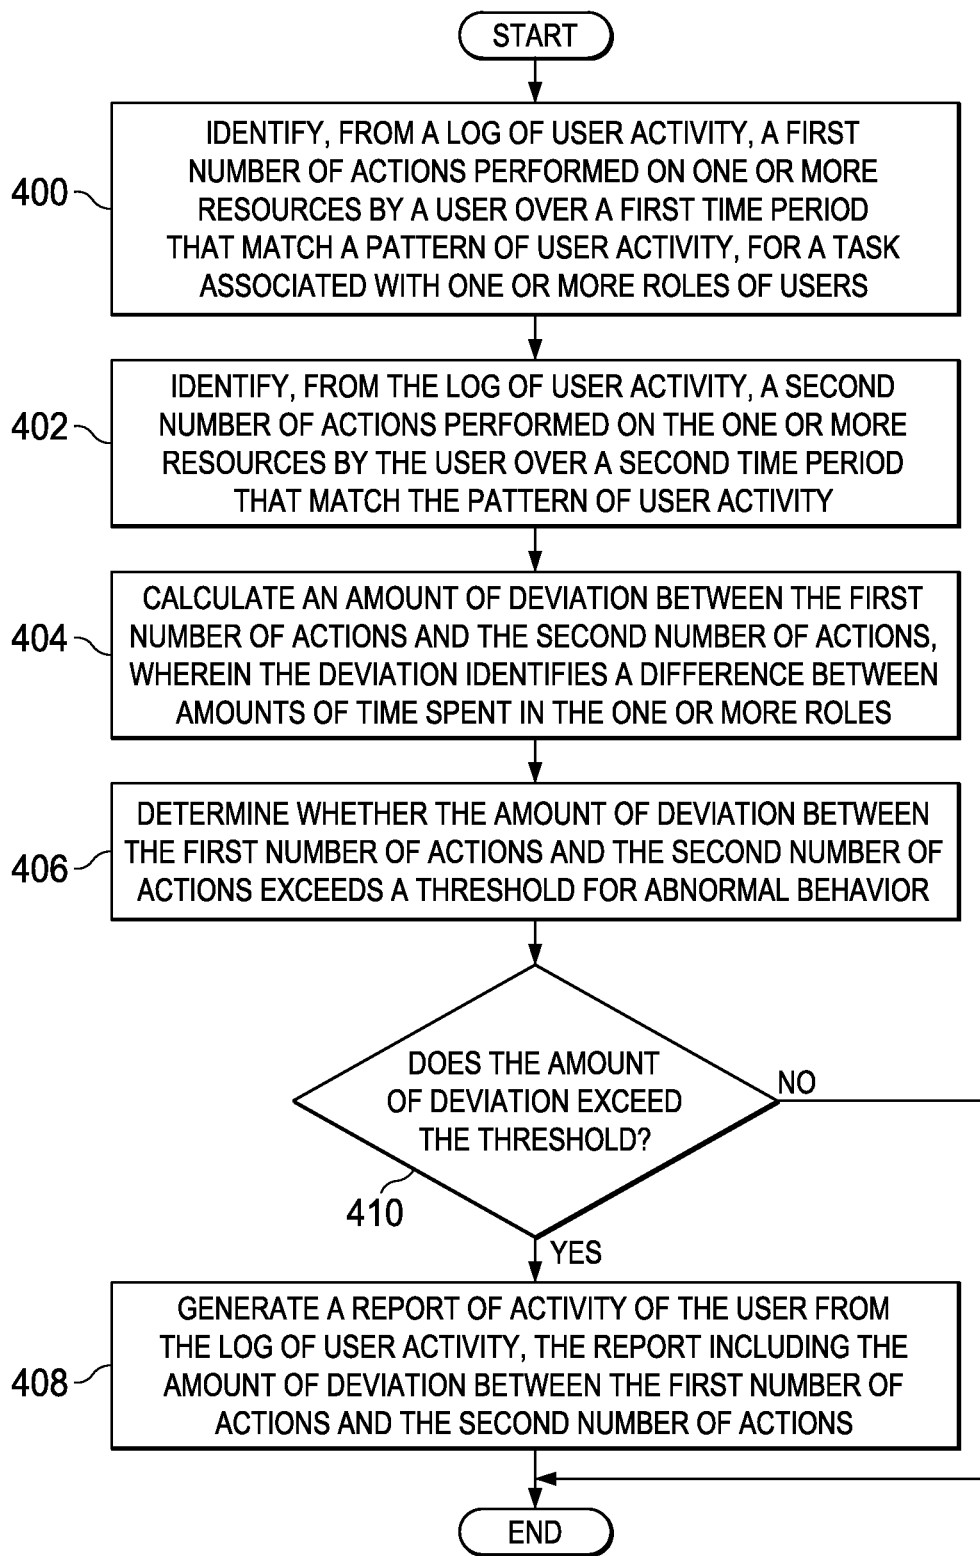 START
IDENTIFY, FROM A LOG OF USER ACTIVITY, A FIRST
NUMBER OF ACTIONS PERFORMED ON ONE OR MORE
RESOURCES BY A USER OVER A FIRST TIME PERIOD
THAT MATCH A PATTERN OF USER ACTIVITY, FOR A TASK
ASSOCIATED WITH ONE OR MORE ROLES OF USERS
400
IDENTIFY, FROM THE LOG OF USER ACTIVITY, A SECOND
NUMBER OF ACTIONS PERFORMED ON THE ONE OR MORE
RESOURCES BY THE USER OVER A SECOND TIME PERIOD
THAT MATCH THE PATTERN OF USER ACTIVITY
402
CALCULATE AN AMOUNT OF DEVIATION BETWEEN THE FIRST
NUMBER OF ACTIONS AND THE SECOND NUMBER OF ACTIONS,
WHEREIN THE DEVIATION IDENTIFIES A DIFFERENCE BETWEEN
AMOUNTS OF TIME SPENT IN THE ONE OR MORE ROLES
404
DETERMINE WHETHER THE AMOUNT OF DEVIATION BETWEEN
THE FIRST NUMBER OF ACTIONS AND THE SECOND NUMBER OF
ACTIONS EXCEEDS A THRESHOLD FOR ABNORMAL BEHAVIOR
406
DOES THE AMOUNT
OF DEVIATION EXCEED
THE THRESHOLD?
NO
410
YES
GENERATE A REPORT OF ACTIVITY OF THE USER FROM
THE LOG OF USER ACTIVITY, THE REPORT INCLUDING THE
AMOUNT OF DEVIATION BETWEEN THE FIRST NUMBER OF
ACTIONS AND THE SECOND NUMBER OF ACTIONS
408
END